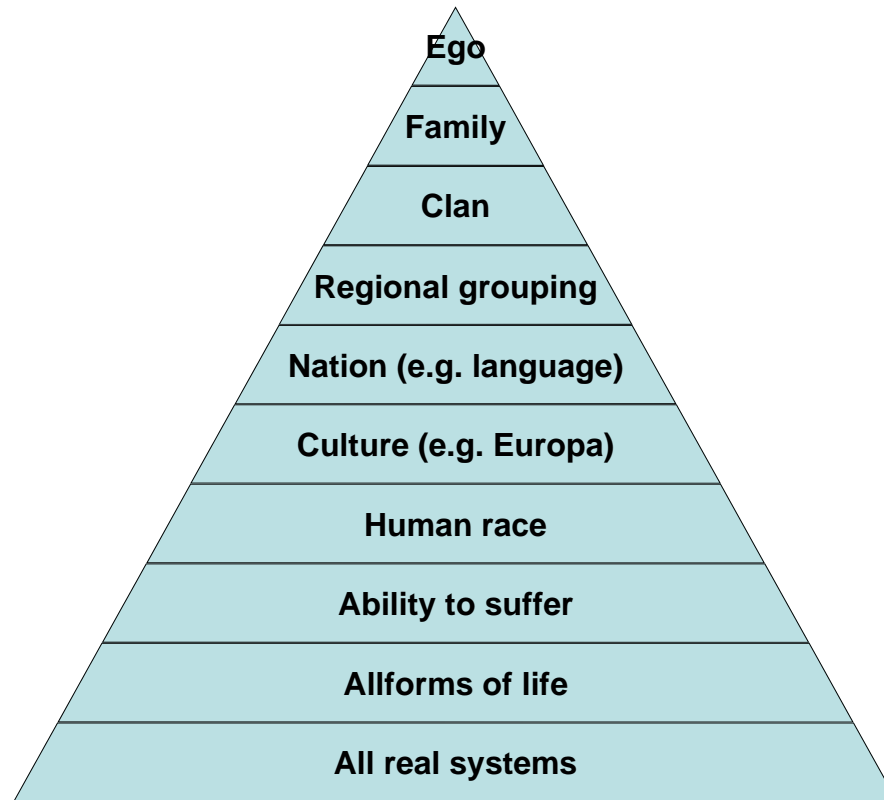 Ego
Family
Clan
Regional grouping
Nation (e.g. language)
Culture (e.g. Europa)
Human race
Ability to suffer
Allforms of life
All real systems